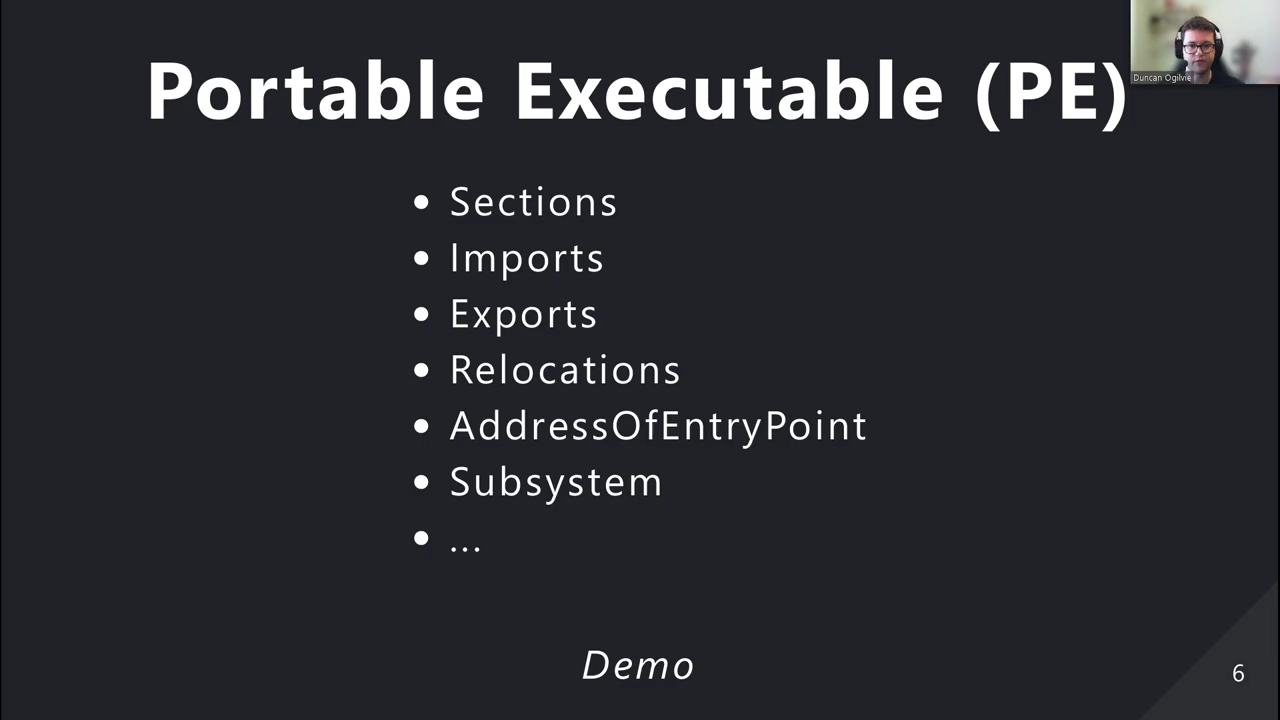 Portable Executable (PE)
Duncan Ogilvie
• Sections
• Imports
• Exports
• Relocations
• AddressOfEntryPoint
• Subsystem
• ...
Demo
6